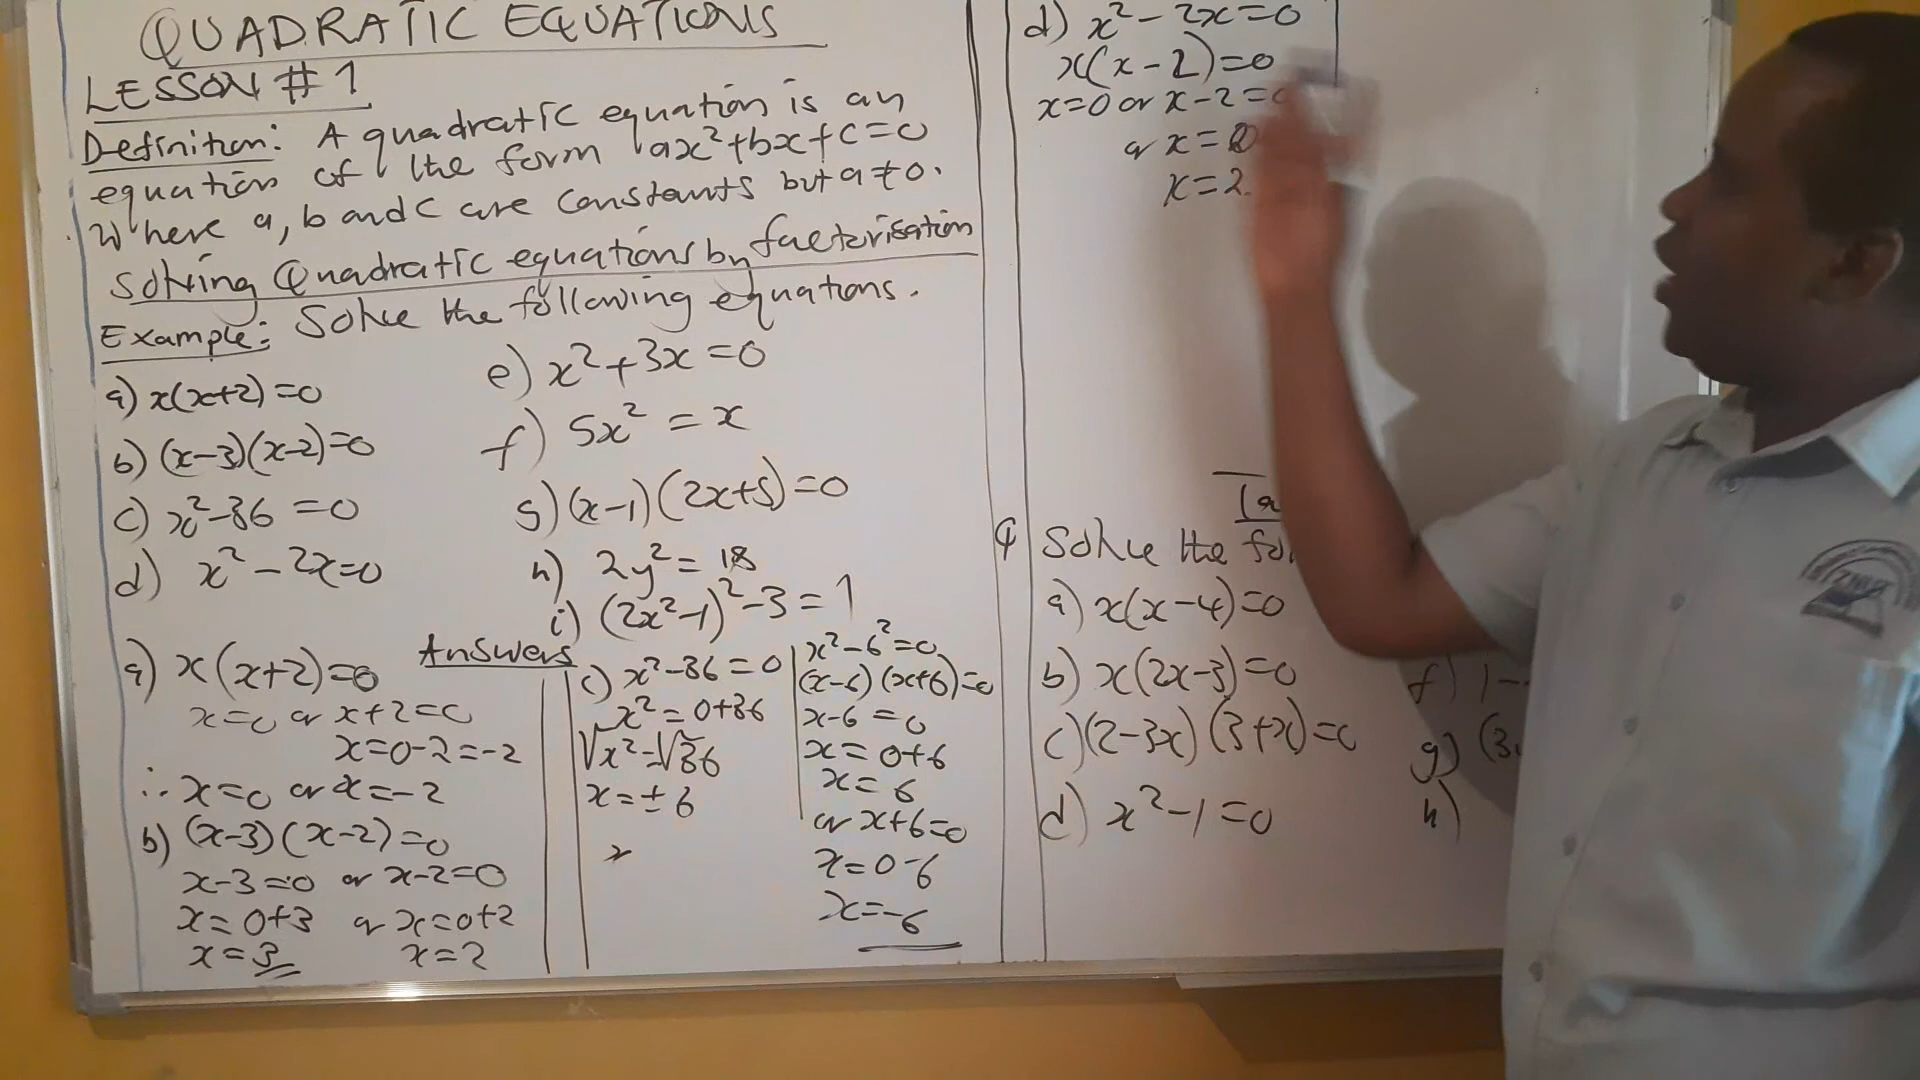 QUADRATIC EQUATIONS
LESSON # 1
Definition: A quadratic equation is an
equation of the form ax²+bx+c=0
Where a, b and c are constants but a≠0.
Solving Quadratic equations by factorisation
Example: Solve the following equations.
a) x(x+2)=0
b) (x-3)(x-2)=0
c) x²-36=0
d) x²-2x=0
e) x²+3x=0
f) 5x²=x
g) (x-1)(2x+5)=0
h) 2y²=18
i) (2x²-1)²-3=1
Answers
a) x(x+2)=0
x=0 or x+2=0
x=0-2=-2
∴ x=0 or x=-2
b) (x-3)(x-2)=0
x-3=0 or x-2=0
x=0+3 or x=0+2
x=3 x=2
c) x²-36=0
x²=0+36
√x²=√36
x=±6
x²-6²=0
(x-6)(x+6)=0
x-6=0
x=0+6
x=6
or x+6=0
x=0-6
x=-6
d) x²-2x=0
x(x-2)=0
x=0 or x-2=
or x=0
x=2.
Solve the
a) x(x-4)=0
b) x(2x-3)=0
c) (2-3x)(3+x)=0
d) x²-1=0
f) 1-
g) (3
h)